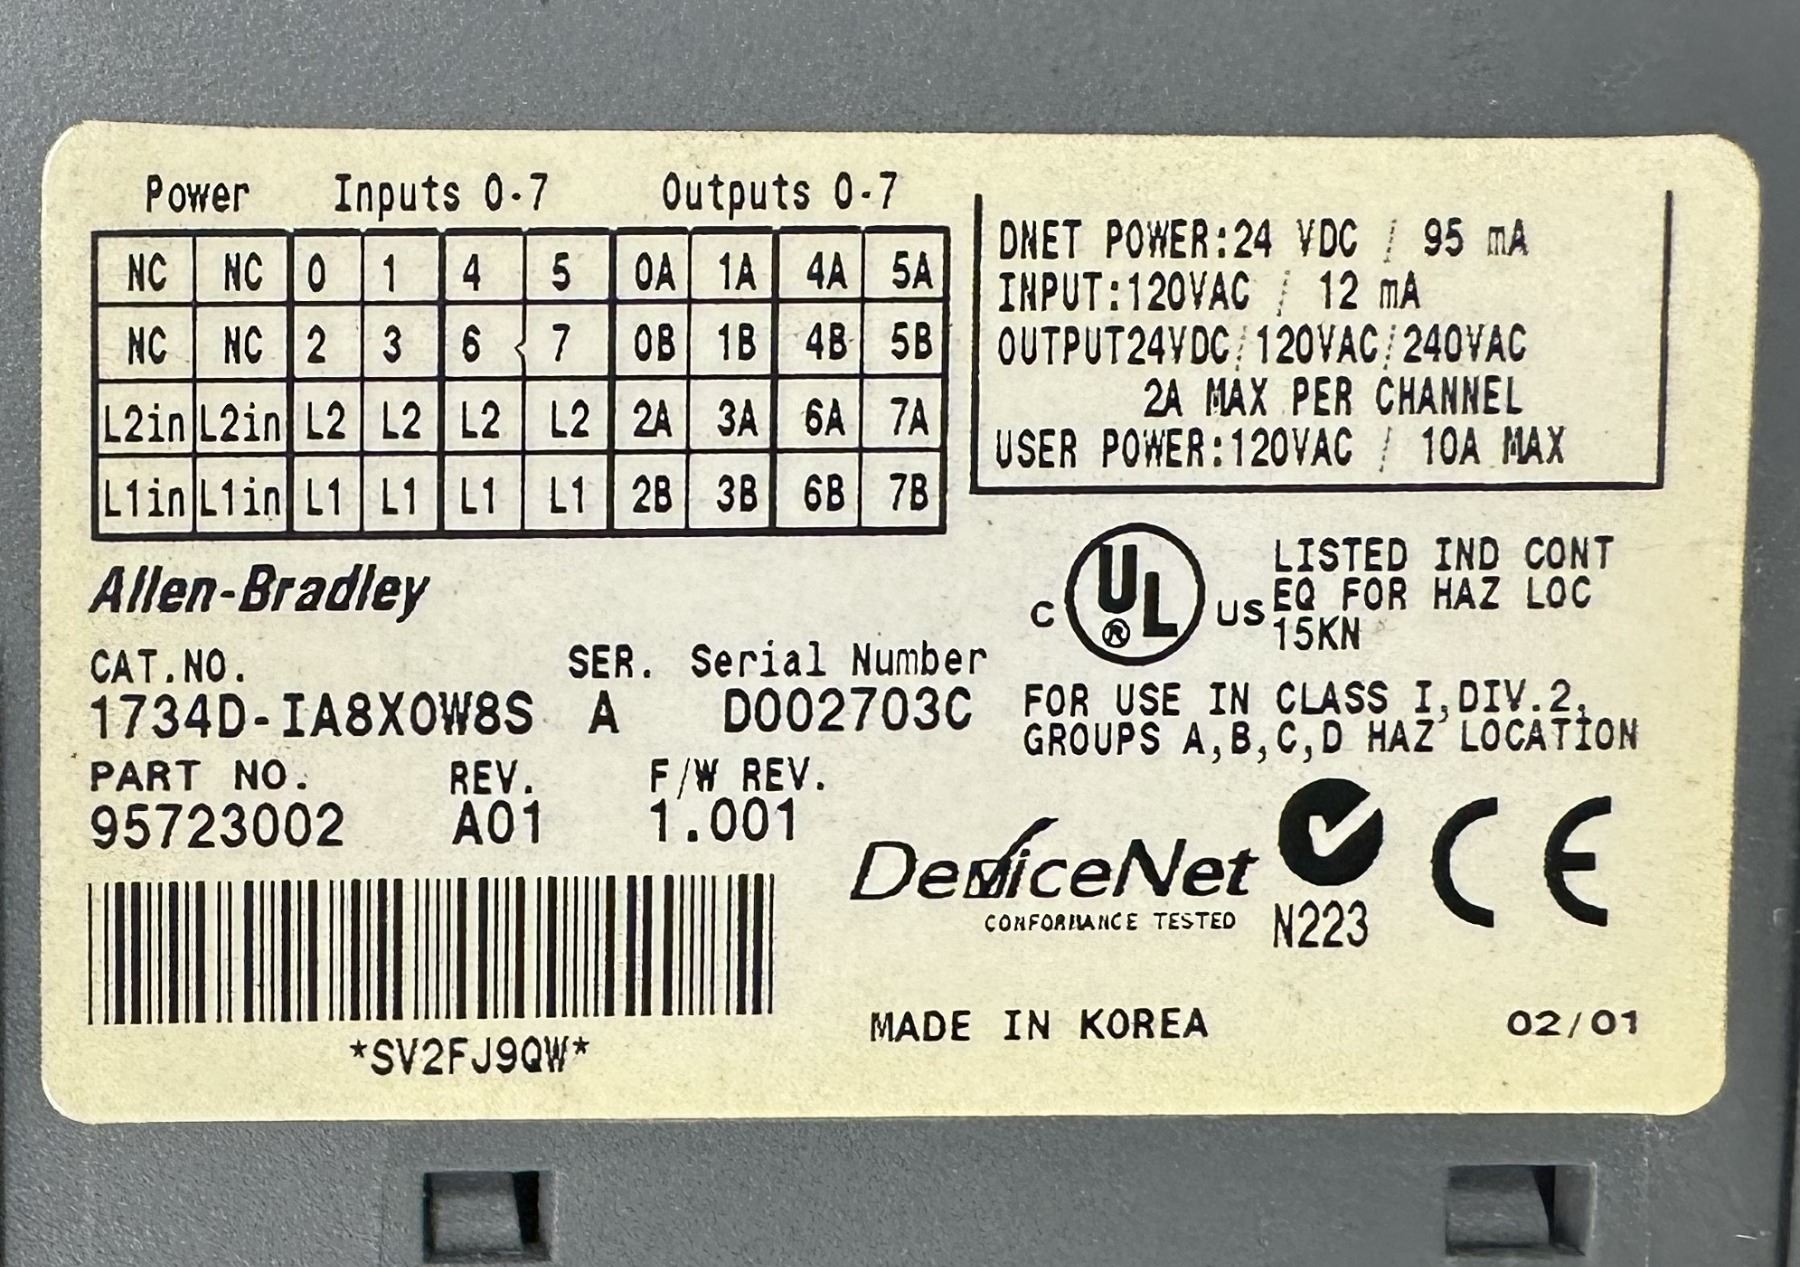 Power Inputs 0-7 Outputs 0-7
NC NC 0 1 4 5 0A 1A 4A 5A
NC NC 2 3 6 7 0B 1B 4B 5B
L2in L2in L2 L2 L2 L2 2A 3A 6A 7A
L1in L1in L1 L1 L1 L1 2B 3B 6B 7B
DNET POWER:24 VDC / 95 mA
INPUT:120VAC / 12 mA
OUTPUT24VDC/120VAC/240VAC
2A MAX PER CHANNEL
USER POWER:120VAC / 10A MAX
Allen-Bradley
CAT.NO. SER. Serial Number
1734D-IA8XOW8S A D002703C
PART NO. REV. F/W REV.
95723002 A01 1.001
*SV2FJ9QW*
C UL ® US
LISTED IND CONT
EQ FOR HAZ LOC
15KN
FOR USE IN CLASS I,DIV.2,
GROUPS A,B,C,D HAZ LOCATION
DeviceNet
CONFORMANCE TESTED
N223
CE
MADE IN KOREA 02/01